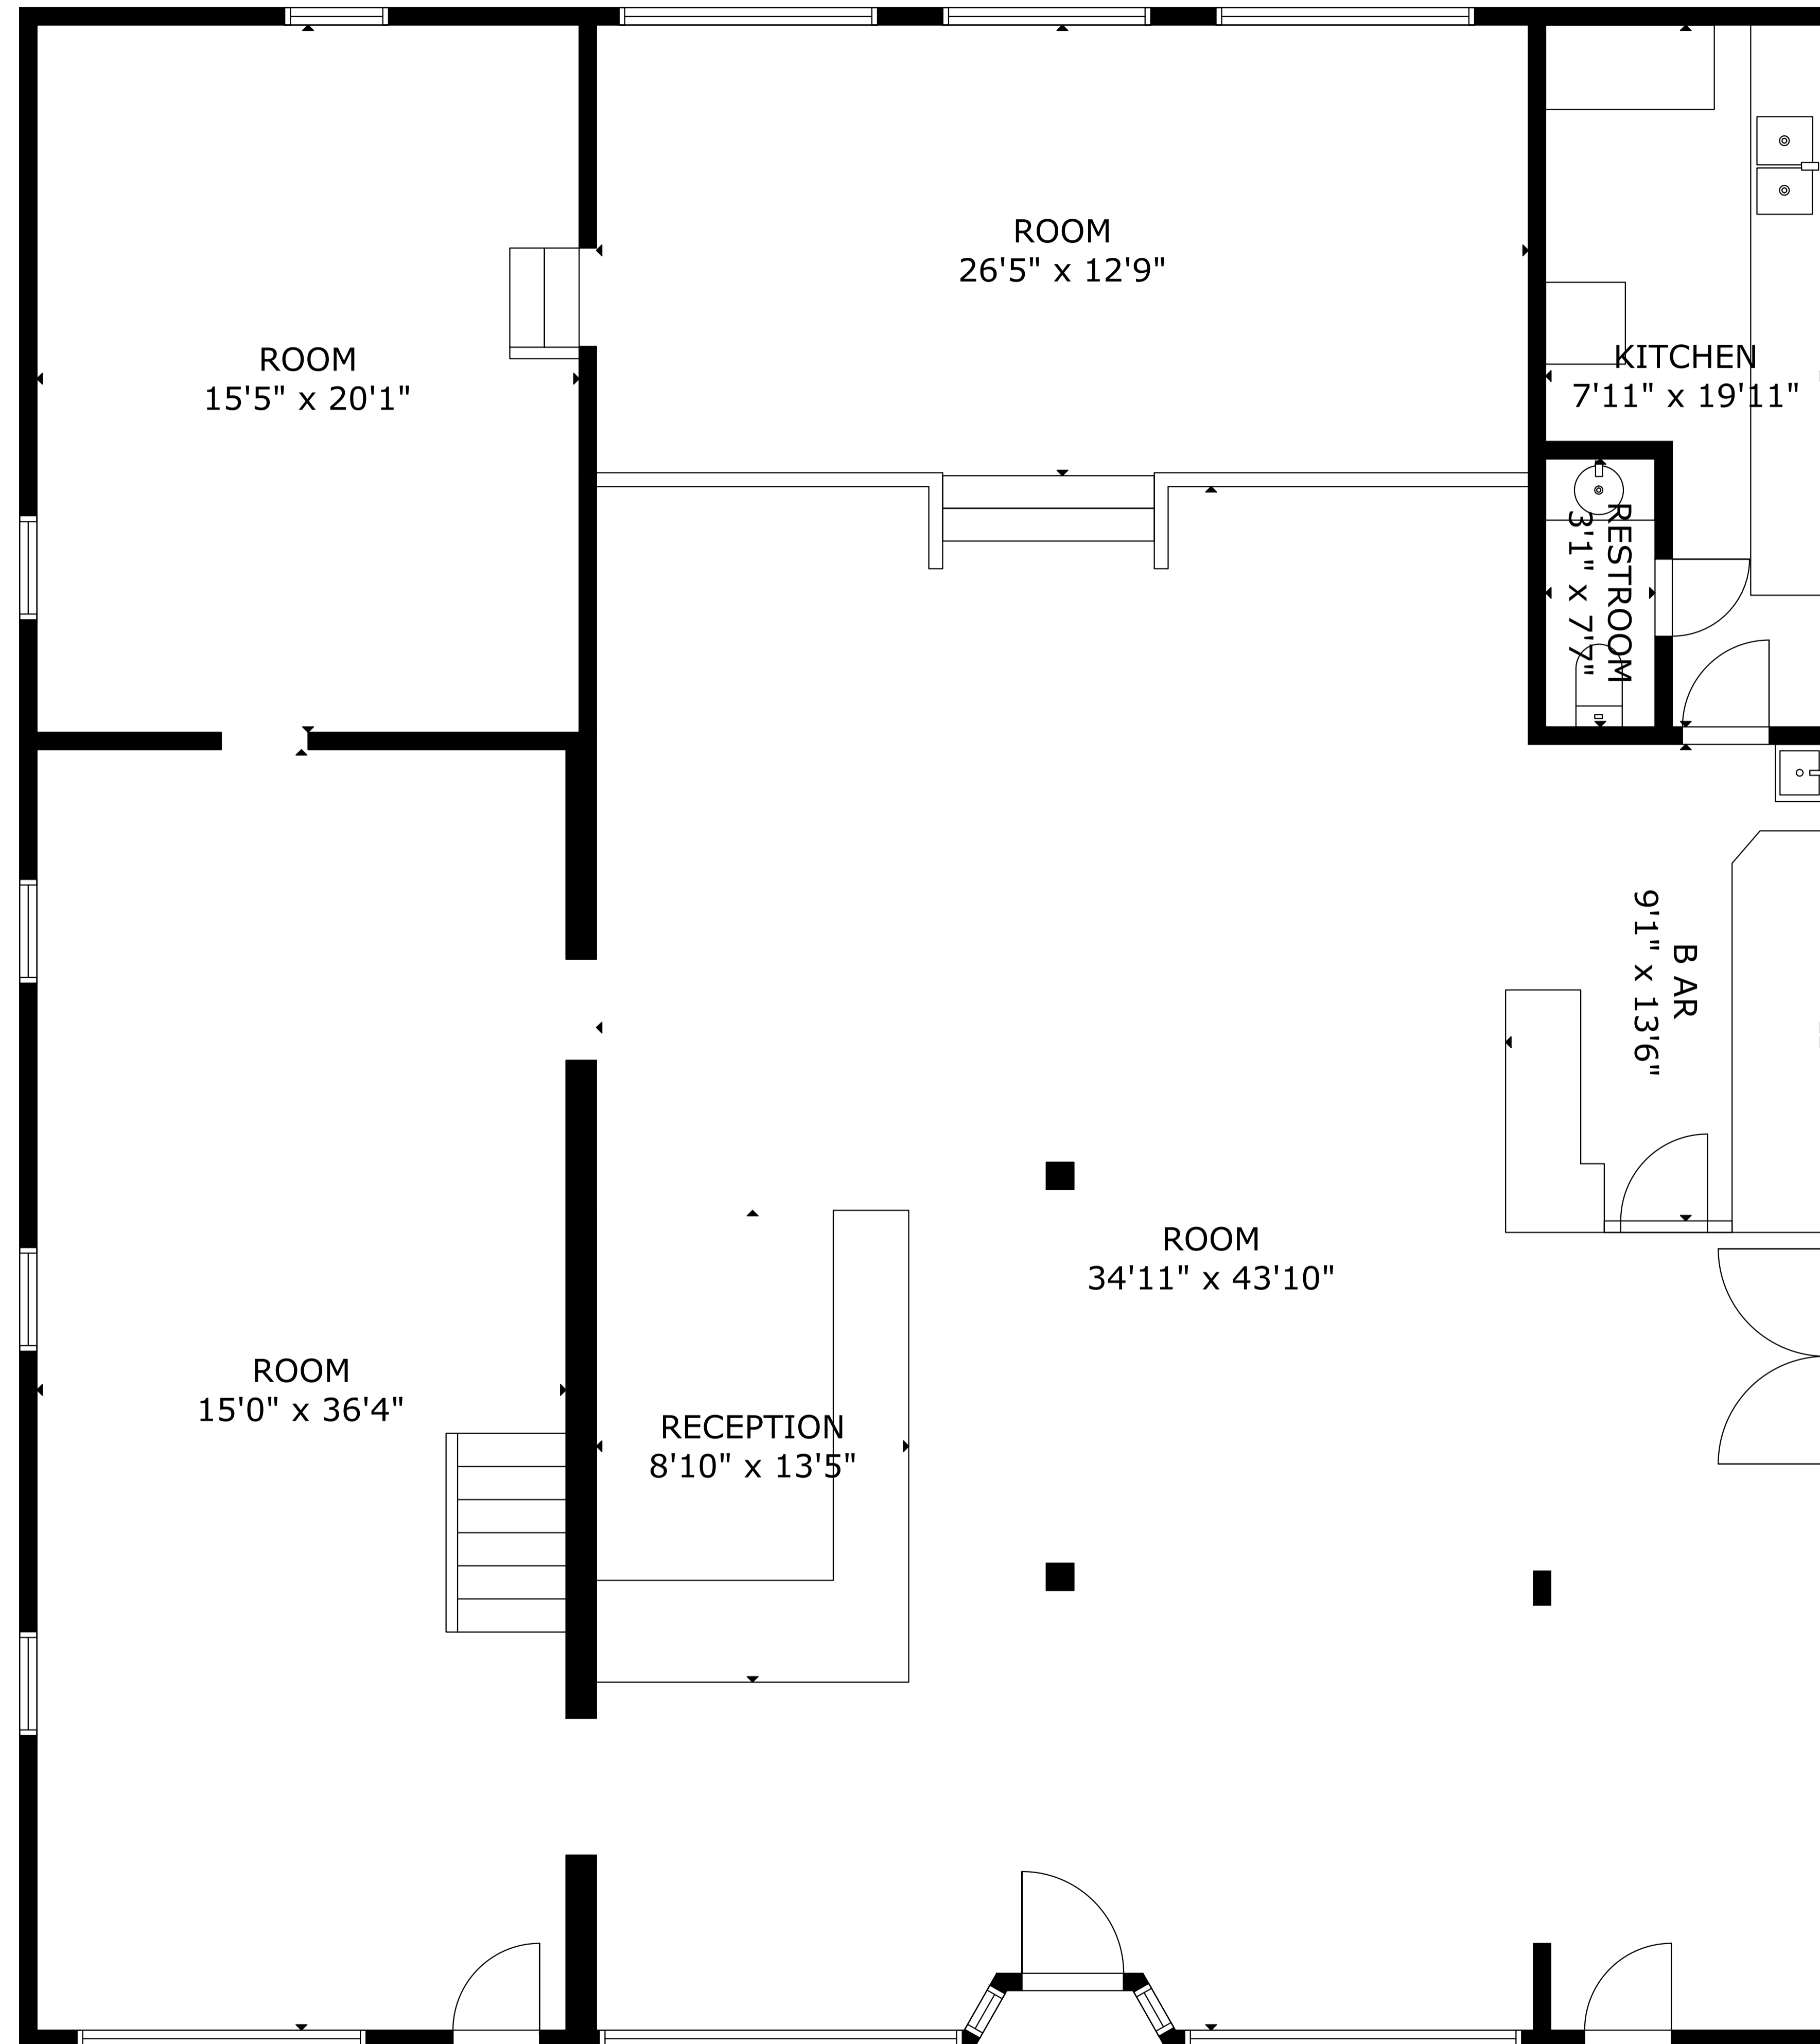 ROOM
26'5" x 12'9"
ROOM
15'5" x 20'1"
KITCHEN
7'11" x 19'11"
RESTROOM
3'1" x 7'7"
B AR
9'1" x 13'6"
ROOM
34'11" x 43'10"
ROOM
15'0" x 36'4"
RECEPTION
8'10" x 13'5"